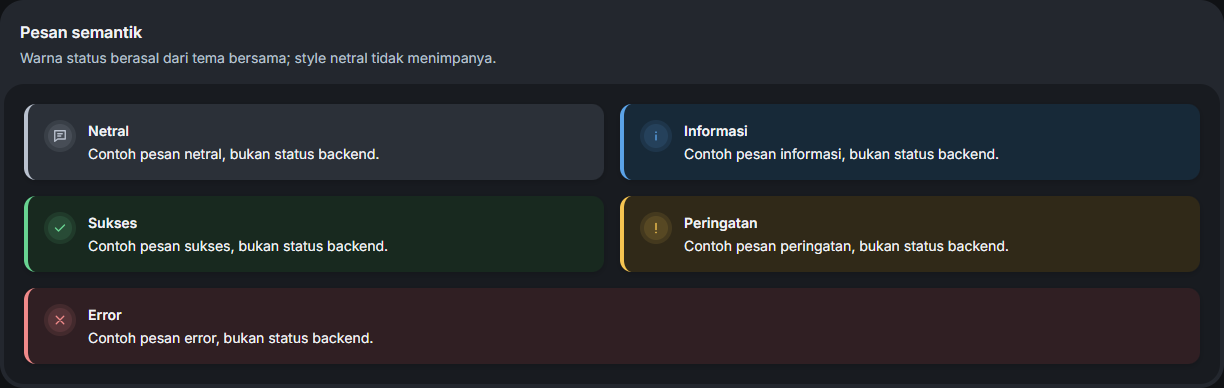 Pesan semantik
Warna status berasal dari tema bersama; style netral tidak menimpanya.
Netral
Contoh pesan netral, bukan status backend.
Informasi
Contoh pesan informasi, bukan status backend.
Sukses
Contoh pesan sukses, bukan status backend.
Peringatan
Contoh pesan peringatan, bukan status backend.
Error
Contoh pesan error, bukan status backend.